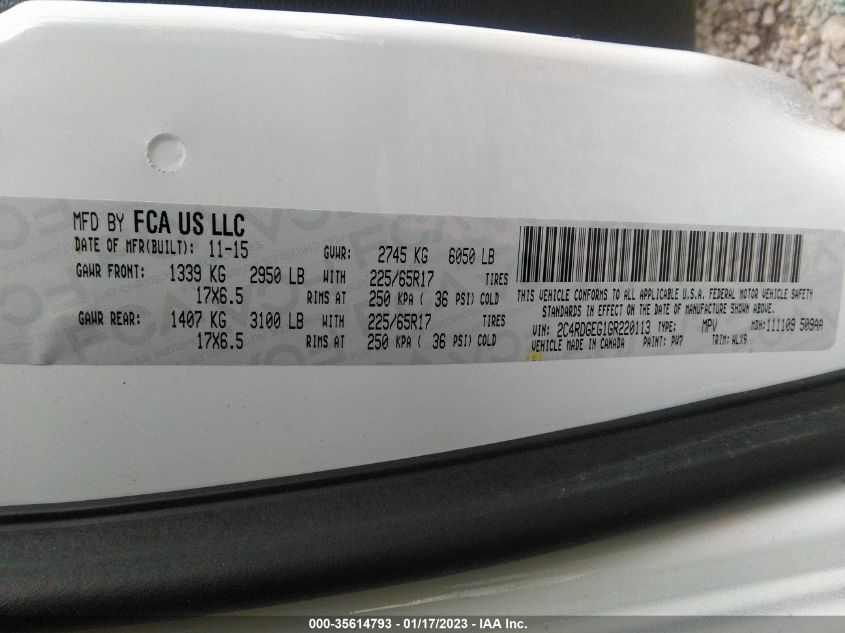 MFD BY FCA US LLC
DATE OF MFR(BUILT): 11-15 GVWR: 2745 KG 6050 LB
GAWR FRONT: 1339 KG 2950 LB WITH 225/65R17 TIRES
17X6.5 RIMS AT 250 KPA ( 36 PSI) COLD
GAWR REAR: 1407 KG 3100 LB WITH 225/65R17 TIRES
17X6.5 RIMS AT 250 KPA ( 36 PSI) COLD
THIS VEHICLE CONFORMS TO ALL APPLICABLE U.S.A. FEDERAL MOTOR VEHICLE SAFETY
STANDARDS IN EFFECT ON THE DATE OF MANUFACTURE SHOWN ABOVE.
VIN: 2C4RDGEG1GR220113 TYPE: MPV MDH: 111109 509AA
VEHICLE MADE IN CANADA PAINT: PW7 TRIM: ALX9
000-35614793 - 01/17/2023 - IAA Inc.